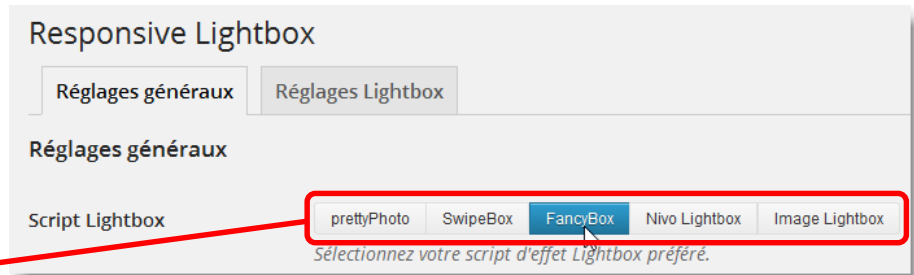 Responsive Lightbox
Réglages généraux Réglages Lightbox
Réglages généraux
Script Lightbox prettyPhoto SwipeBox FancyBox Nivo Lightbox Image Lightbox
Sélectionnez votre script d'effet Lightbox préféré.